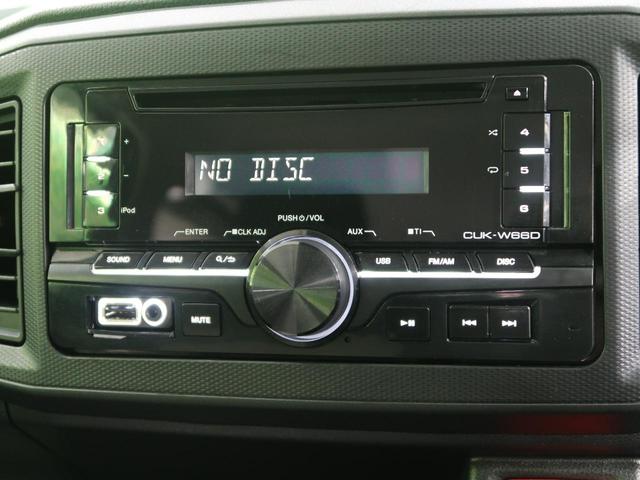 4
+
NO DISC
5
2
-
6
3
iPod
PUSH /VOL
ENTER
CLK ADJ
AUX
TI
CUK-W66D
SOUND
MENU
USB
FM/AM
DISC
MUTE